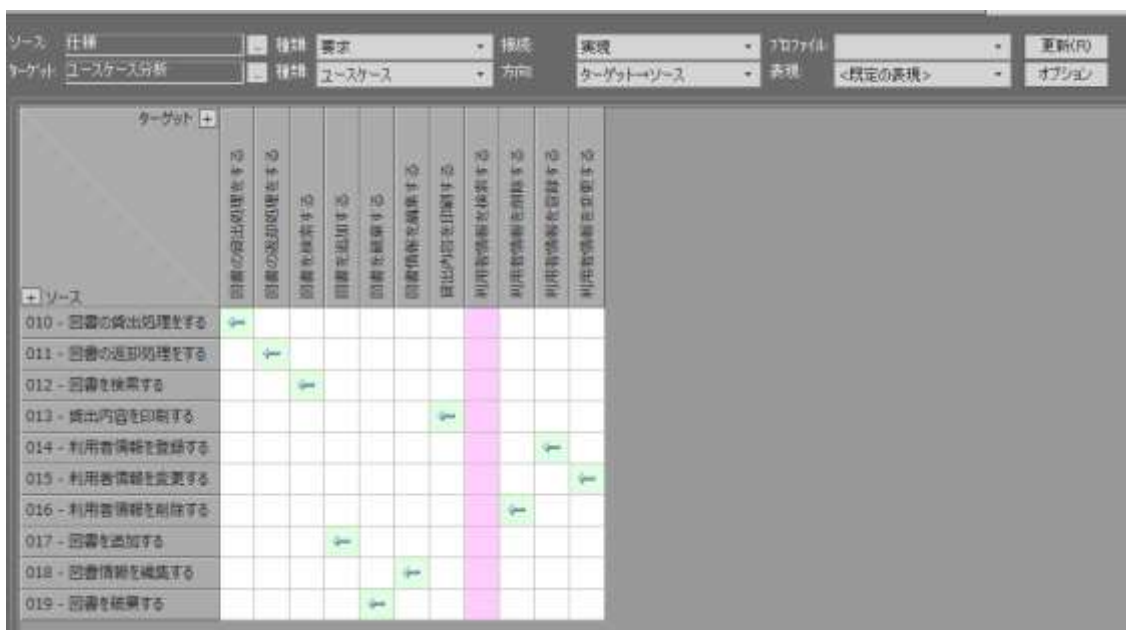 ソース 仕様 ... 種類 要求 接続 実現 プロファイル 更新(R)
ターゲット ユースケース分析 ... 種類 ユースケース 方向 ターゲット→ソース 表現 <既定の表現> オプション
ターゲット +
図書の貸出処理をする
図書の返却処理をする
図書を検索する
図書を追加する
図書を破棄する
図書情報を編集する
貸出内容を印刷する
利用者情報を検索する
利用者情報を削除する
利用者情報を登録する
利用者情報を変更する
+ ソース
010 - 図書の貸出処理をする
011 - 図書の返却処理をする
012 - 図書を検索する
013 - 貸出内容を印刷する
014 - 利用者情報を登録する
015 - 利用者情報を変更する
016 - 利用者情報を削除する
017 - 図書を追加する
018 - 図書情報を編集する
019 - 図書を破棄する